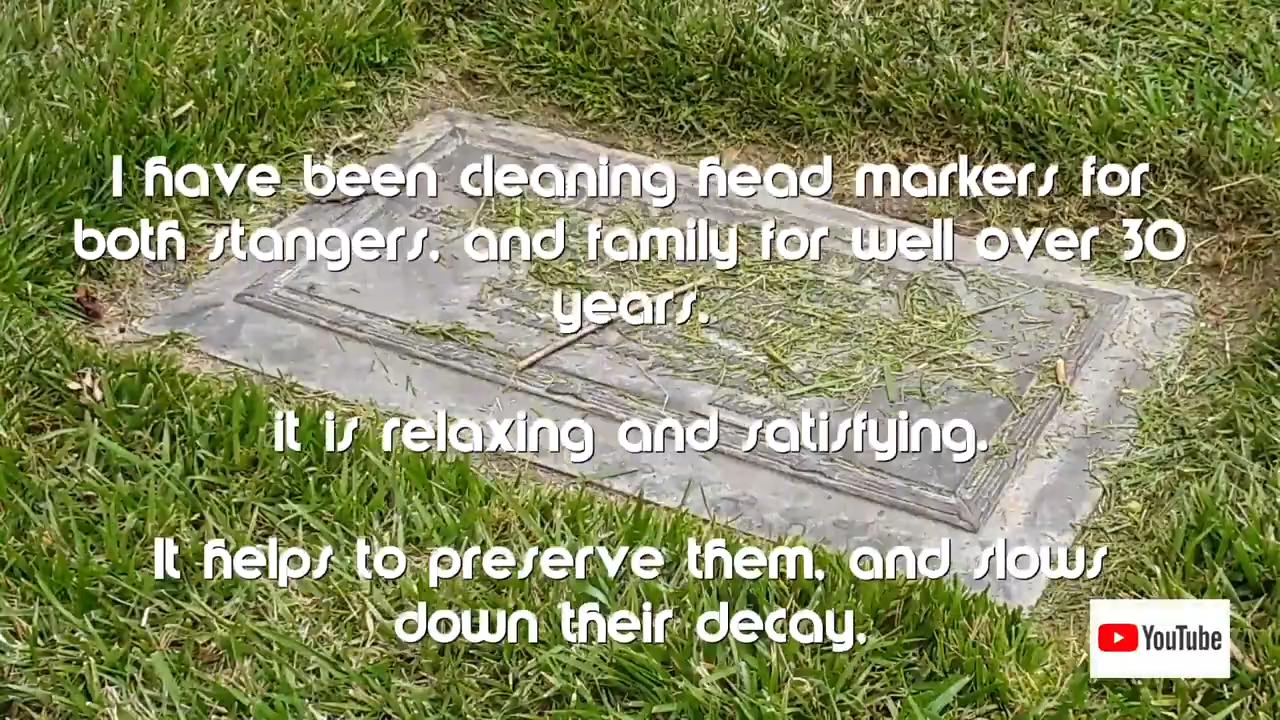 I have been cleaning head markers for
both stangers, and family for well over 30
years.
it is relaxing and satisfying.
It helps to preserve them, and slows
down their decay.
YouTube